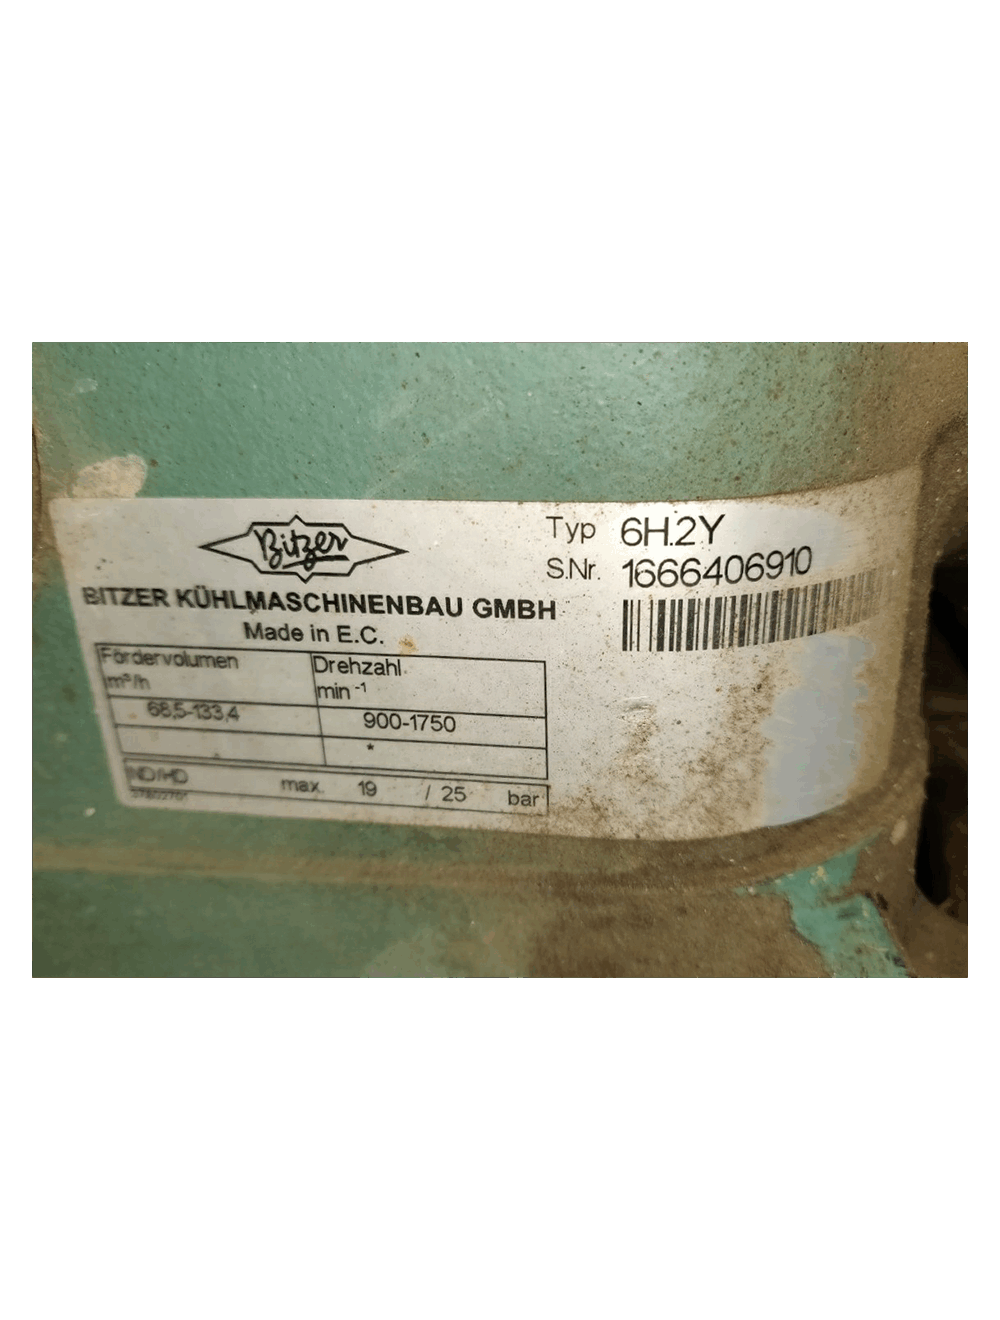 Bitzer
BITZER KÜHLMASCHINENBAU GMBH
Made in E.C.
Typ 6H.2Y
S.Nr. 1666406910
Fördervolumen m³/h
Drehzahl min -1
68,5-133,4
900-1750
*
ND/HD max. 19 / 25 bar